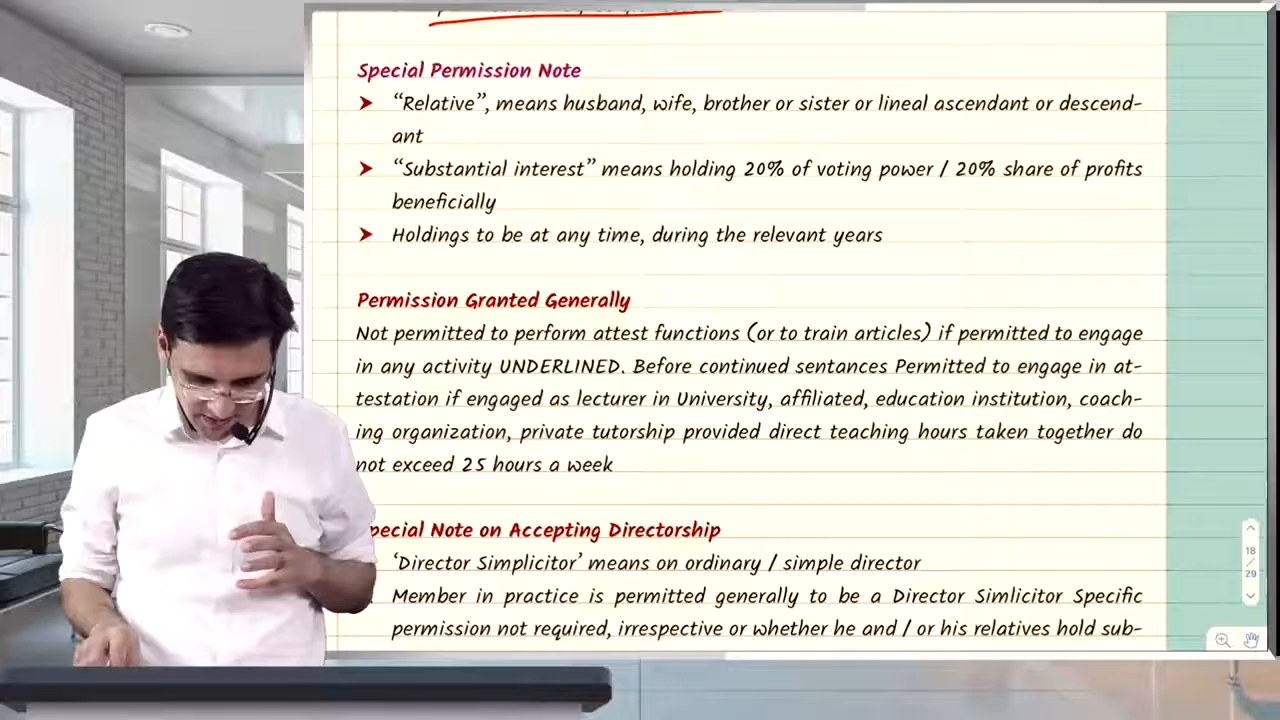 Special Permission Note
➤ “Relative”, means husband, wife, brother or sister or lineal ascendant or descend-
ant
➤ “Substantial interest” means holding 20% of voting power / 20% share of profits
beneficially
➤ Holdings to be at any time, during the relevant years
Permission Granted Generally
Not permitted to perform attest functions (or to train articles) if permitted to engage
in any activity UNDERLINED. Before continued sentances Permitted to engage in at-
testation if engaged as lecturer in University, affiliated, education institution, coach-
ing organization, private tutorship provided direct teaching hours taken together do
not exceed 25 hours a week
pecial Note on Accepting Directorship
‘Director Simplicitor’ means on ordinary / simple director
Member in practice is permitted generally to be a Director Simlicitor Specific
permission not required, irrespective or whether he and / or his relatives hold sub-
18
/
29